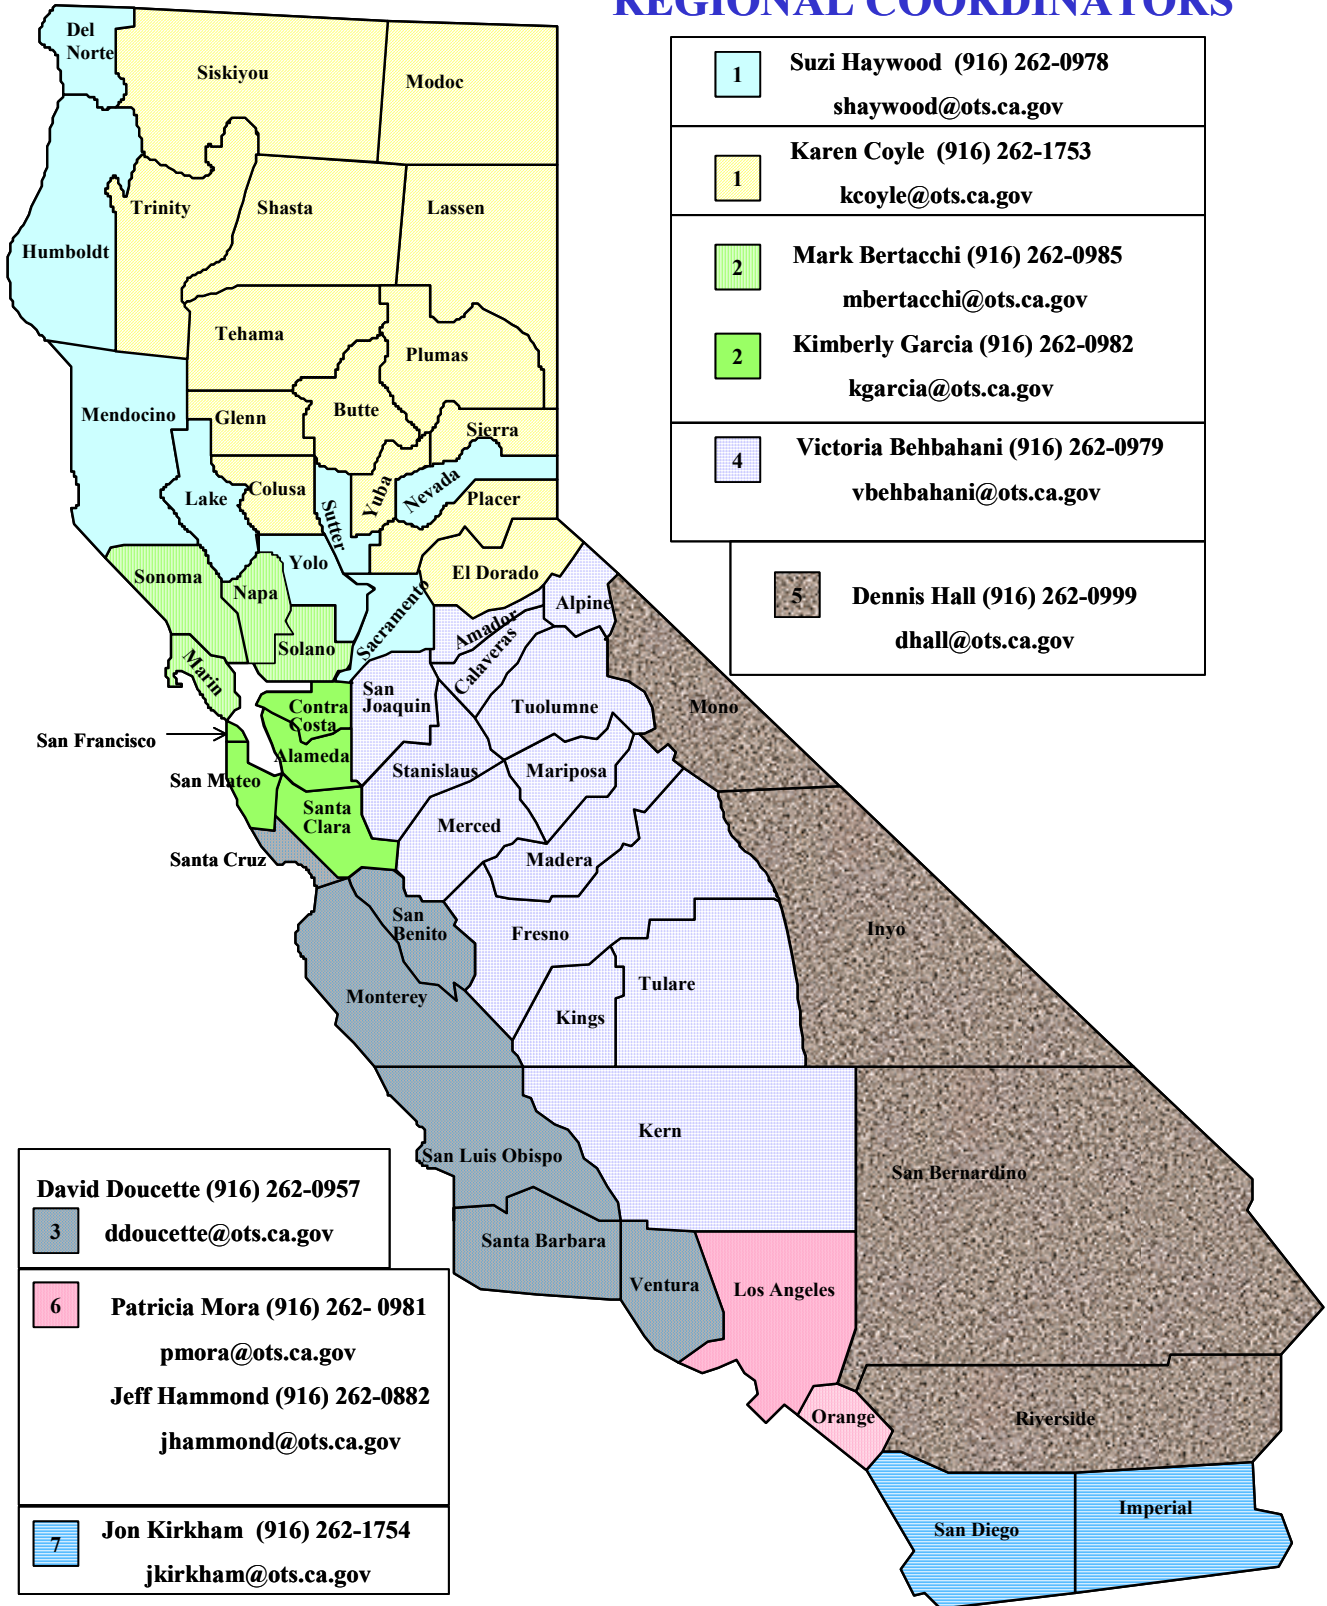 REGIONAL COORDINATORS
1 Suzi Haywood (916) 262-0978
shaywood@ots.ca.gov
1 Karen Coyle (916) 262-1753
kcoyle@ots.ca.gov
2 Mark Bertacchi (916) 262-0985
mbertacchi@ots.ca.gov
2 Kimberly Garcia (916) 262-0982
kgarcia@ots.ca.gov
4 Victoria Behbahani (916) 262-0979
vbehbahani@ots.ca.gov
5 Dennis Hall (916) 262-0999
dhall@ots.ca.gov
Del
Norte
Siskiyou
Modoc
Trinity
Shasta
Lassen
Humboldt
Tehama
Plumas
Mendocino
Glenn
Butte
Sierra
Lake
Colusa
Sutter
Yuba
Nevada
Placer
Yolo
El Dorado
Sonoma
Napa
Sacramento
Amador
Alpine
Solano
Calaveras
Marin
San
Joaquin
Contra
Costa
Tuolumne
Mono
San Francisco
Alameda
San Mateo
Stanislaus
Mariposa
Santa
Clara
Merced
Santa Cruz
Madera
San
Benito
Fresno
Inyo
Monterey
Tulare
Kings
Kern
San Luis Obispo
San Bernardino
Santa Barbara
Ventura
Los Angeles
Orange
Riverside
San Diego
Imperial
David Doucette (916) 262-0957
3 ddoucette@ots.ca.gov
6 Patricia Mora (916) 262- 0981
pmora@ots.ca.gov
Jeff Hammond (916) 262-0882
jhammond@ots.ca.gov
7 Jon Kirkham (916) 262-1754
jkirkham@ots.ca.gov